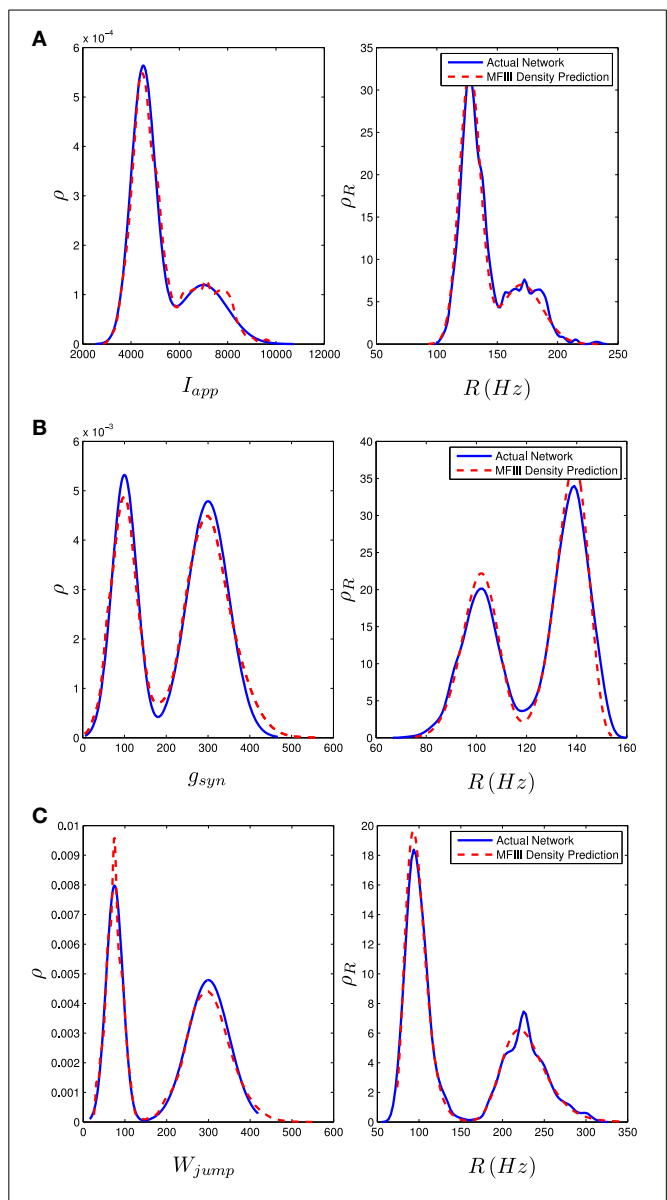 A
x 10⁻⁴
6
5
4
3
2
1
0
ρ
2000 4000 6000 8000 10000 12000
I_app
35
30
25
20
15
10
5
0
ρ_R
Actual Network
MFIII Density Prediction
50 100 150 200 250
R (Hz)
B
x 10⁻³
6
5
4
3
2
1
0
ρ
0 100 200 300 400 500 600
g_syn
40
35
30
25
20
15
10
5
0
ρ_R
Actual Network
MFIII Density Prediction
60 80 100 120 140 160
R (Hz)
C
0.01
0.009
0.008
0.007
0.006
0.005
0.004
0.003
0.002
0.001
0
ρ
0 100 200 300 400 500 600
W_jump
20
18
16
14
12
10
8
6
4
2
0
ρ_R
Actual Network
MFIII Density Prediction
50 100 150 200 250 300 350
R (Hz)